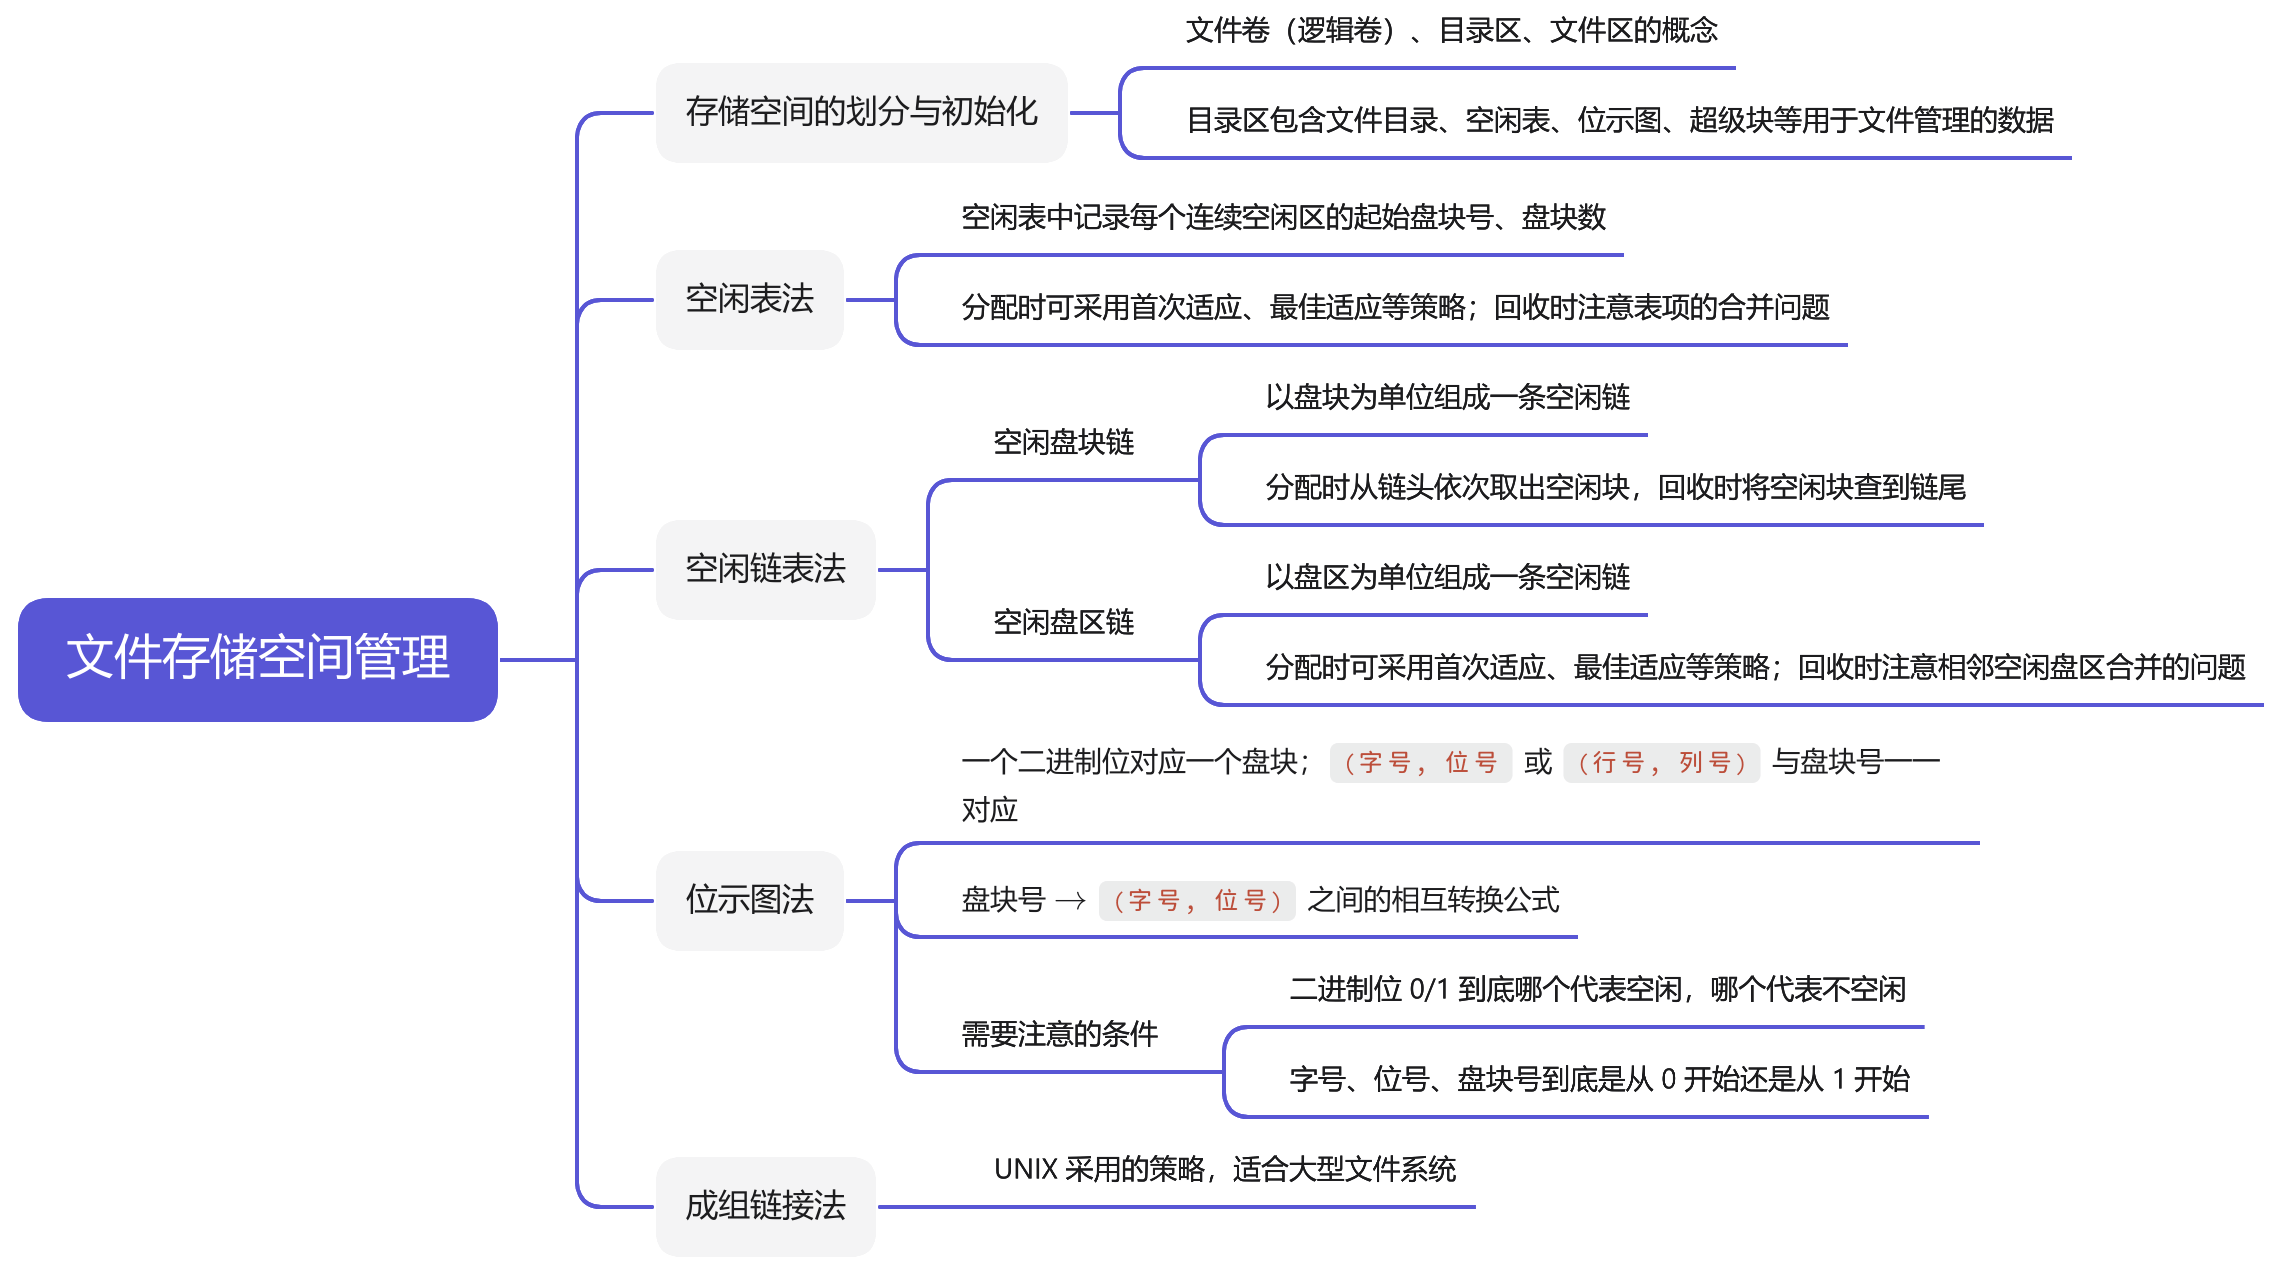 文件卷（逻辑卷）、目录区、文件区的概念
存储空间的划分与初始化
目录区包含文件目录、空闲表、位示图、超级块等用于文件管理的数据
空闲表中记录每个连续空闲区的起始盘块号、盘块数
空闲表法
分配时可采用首次适应、最佳适应等策略；回收时注意表项的合并问题
以盘块为单位组成一条空闲链
空闲盘块链
分配时从链头依次取出空闲块，回收时将空闲块查到链尾
空闲链表法
以盘区为单位组成一条空闲链
空闲盘区链
分配时可采用首次适应、最佳适应等策略；回收时注意相邻空闲盘区合并的问题
文件存储空间管理
一个二进制位对应一个盘块；（字号，位号 或 （行号，列号） 与盘块号一一
对应
位示图法
盘块号 → （字号，位号） 之间的相互转换公式
二进制位 0/1 到底哪个代表空闲，哪个代表不空闲
需要注意的条件
字号、位号、盘块号到底是从 0 开始还是从 1 开始
UNIX 采用的策略，适合大型文件系统
成组链接法